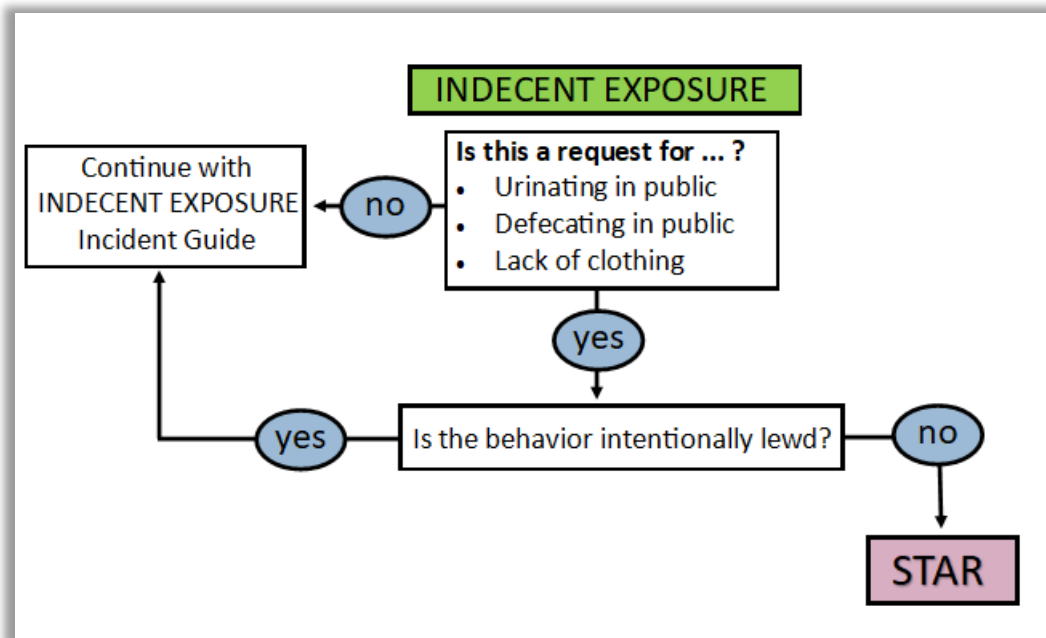 INDECENT EXPOSURE
Is this a request for ... ?
• Urinating in public
• Defecating in public
• Lack of clothing
no
Continue with
INDECENT EXPOSURE
Incident Guide
yes
Is the behavior intentionally lewd?
yes
no
STAR